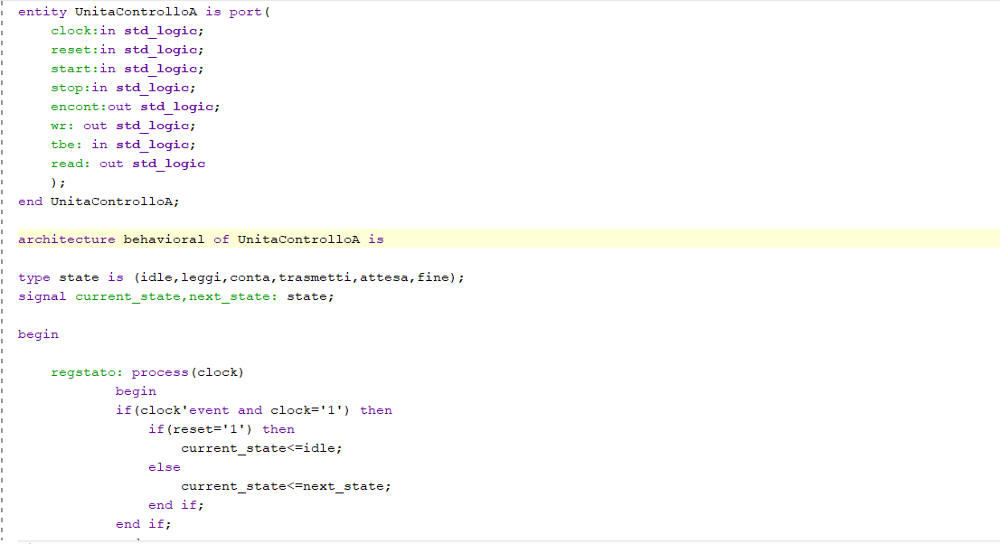 entity UnitaControlloA is port(
clock:in std_logic;
reset:in std_logic;
start:in std_logic;
stop:in std_logic;
encont:out std_logic;
wr: out std_logic;
tbe: in std_logic;
read: out std_logic
);
end UnitaControlloA;
architecture behavioral of UnitaControlloA is
type state is (idle,leggi,conta,trasmetti,attesa,fine);
signal current_state,next_state: state;
begin
regstato: process(clock)
begin
if(clock'event and clock='1') then
if(reset='1') then
current_state<=idle;
else
current_state<=next_state;
end if;
end if;